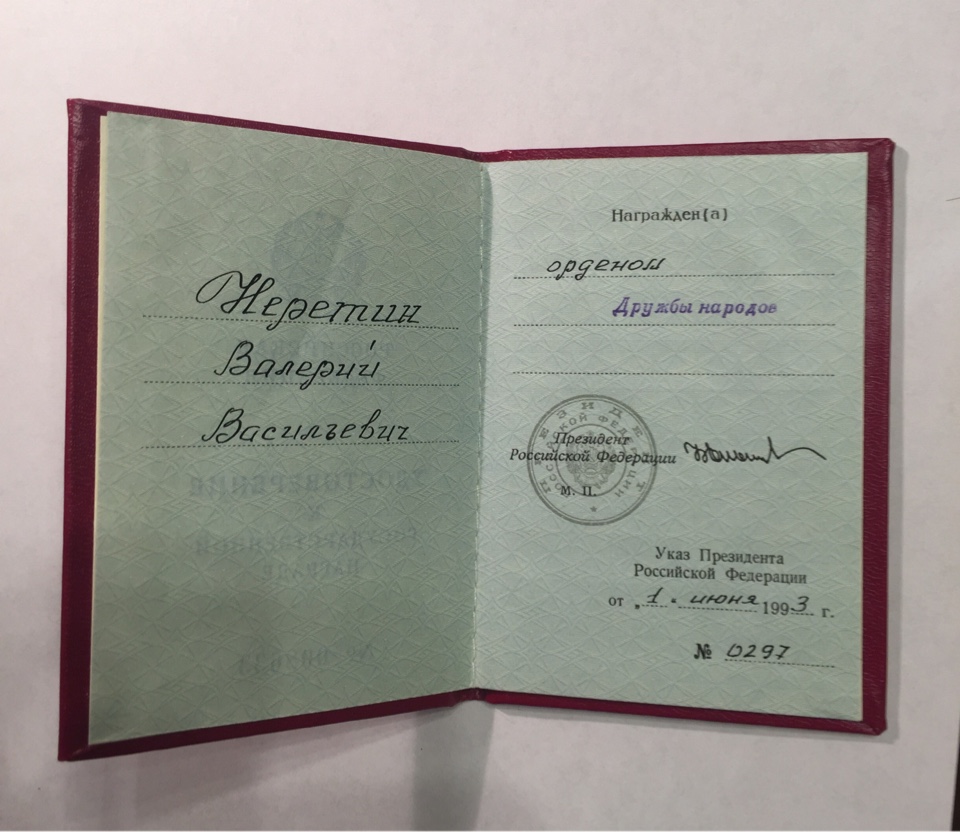 Неретин
Валерий
Васильевич
Награжден(а)
орденом
Дружбы народов
Президент
Российской Федерации
М. П.
Указ Президента
Российской Федерации
от „1“ июня 1993 г.
№ 0297